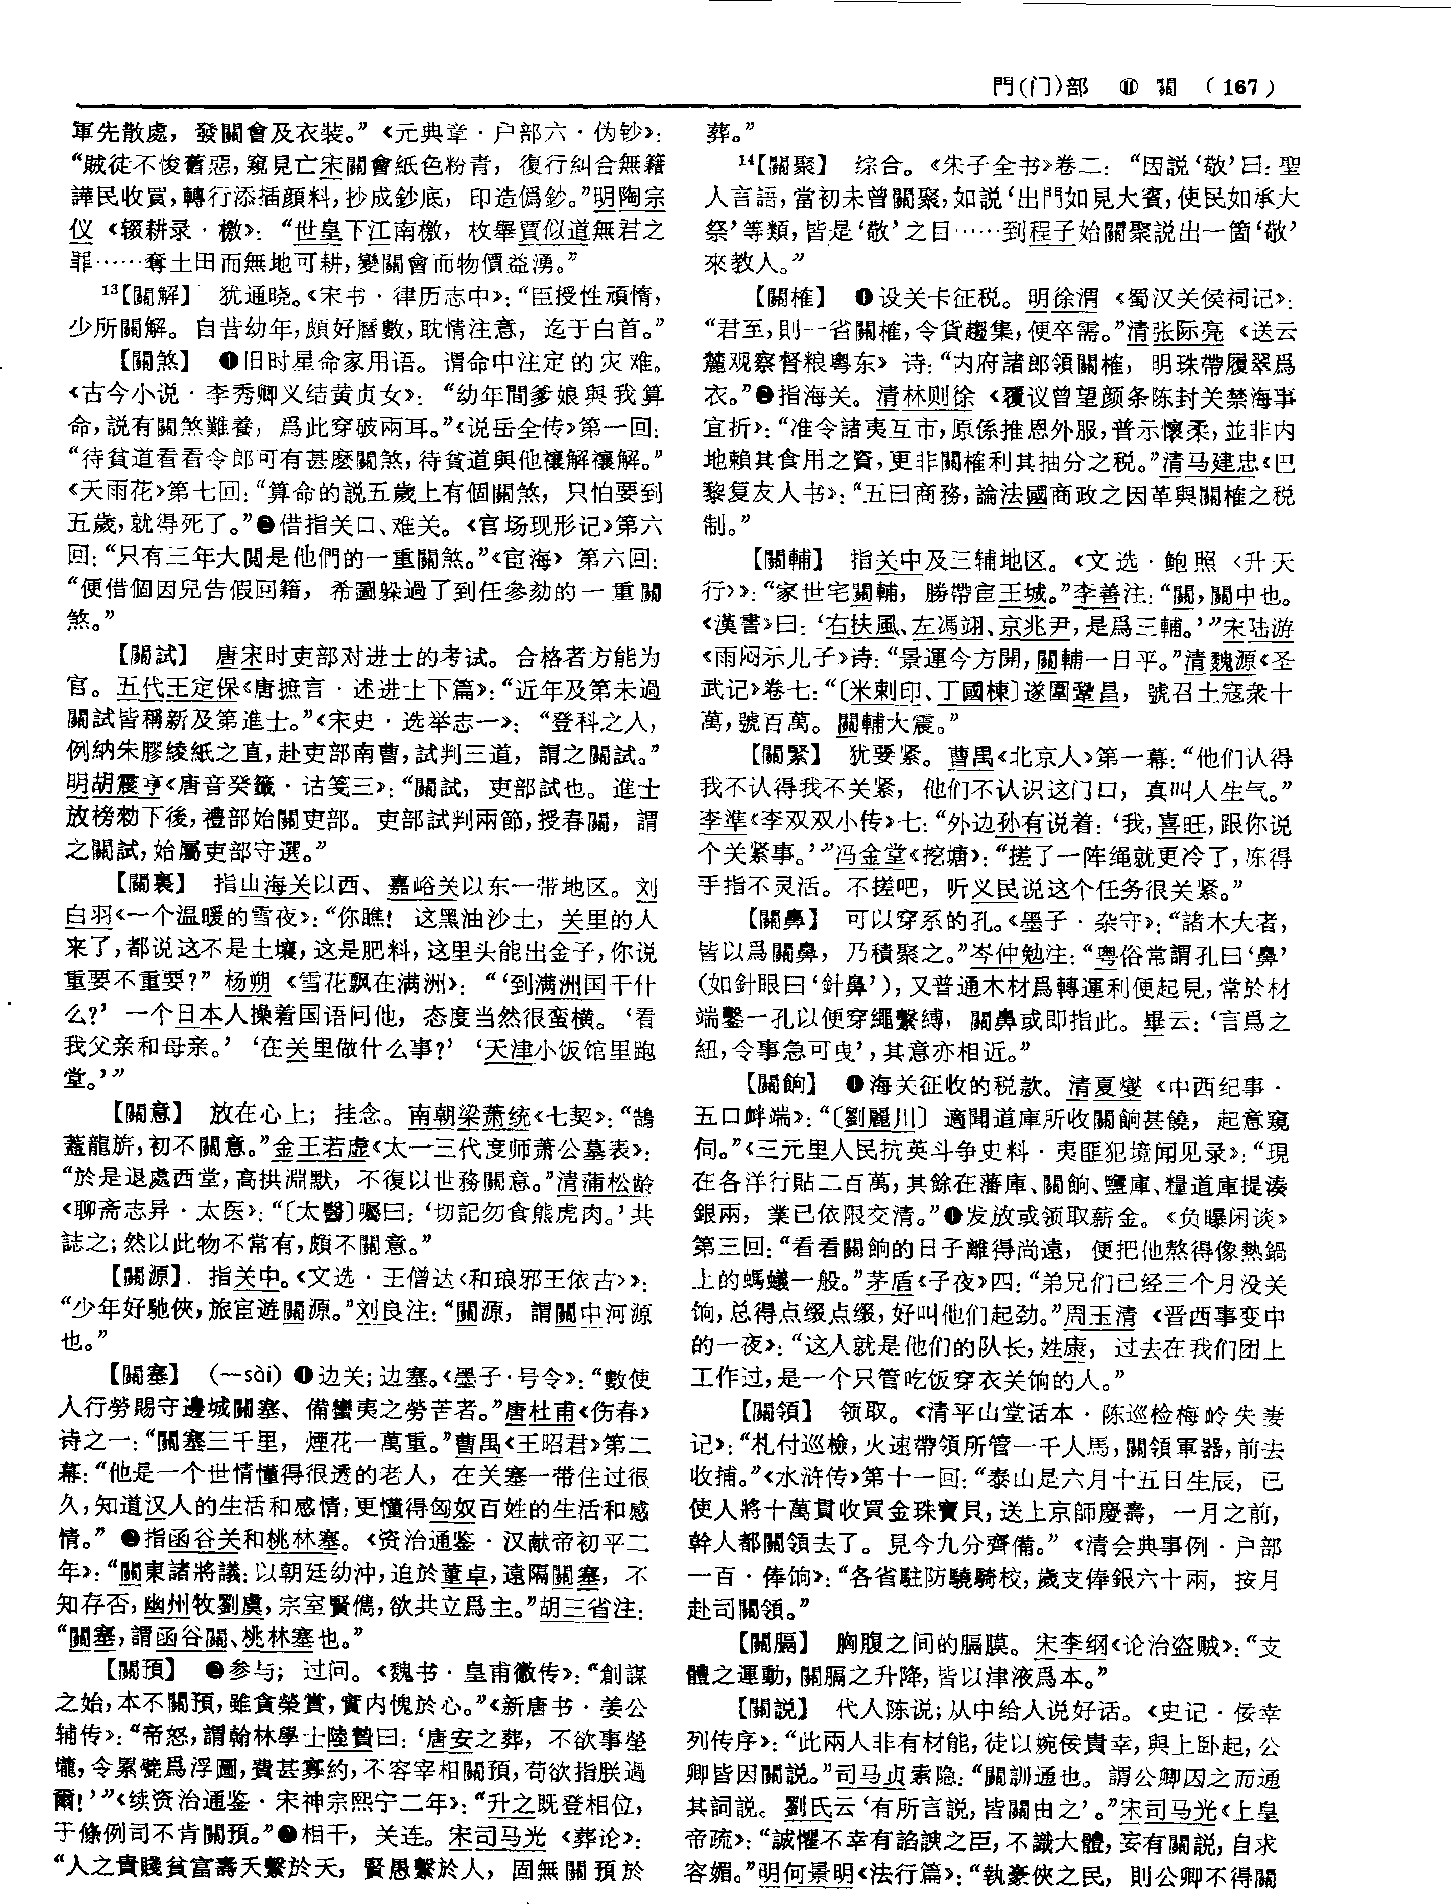 門(门)部 ⑪ 關 (167)
軍先散處，發關會及衣裝。”《元典章·户部六·伪钞》：
“賊徒不悛舊惡，窺見亡宋關會紙色粉青，復行糾合無籍
譁民收買，轉行添插顔料，抄成鈔底，印造僞鈔。”明陶宗
仪《辍耕录·檄》：“世皇下江南檄，枚舉賈似道無君之
罪……奪土田而無地可耕，變關會而物價益湧。”
13【關解】 犹通晓。《宋书·律历志中》：“臣授性頑惰，
少所關解。自昔幼年，頗好曆數，耽情注意，迄于白首。”
【關煞】 ❶旧时星命家用语。谓命中注定的灾难。
《古今小说·李秀卿义结黄贞女》：“幼年間爹娘與我算
命，説有關煞難養，爲此穿破兩耳。”《说岳全传》第一回：
“待貧道看看令郎可有甚麽關煞，待貧道與他禳解禳解。”
《天雨花》第七回：“算命的説五歲上有個關煞，只怕要到
五歲，就得死了。”❷借指关口、难关。《官场现形记》第六
回：“只有三年大閲是他們的一重關煞。”《宦海》第六回：
“便借個因兒告假回籍，希圖躲過了到任參劾的一重關
煞。”
【關試】 唐宋时吏部对进士的考试。合格者方能为
官。五代王定保《唐摭言·述进士下篇》：“近年及第未過
關試皆稱新及第進士。”《宋史·选举志一》：“登科之人，
例納朱膠綾紙之直，赴吏部南曹，試判三道，謂之關試。”
明胡震亨《唐音癸籤·诂笺三》：“關試，吏部試也。進士
放榜勑下後，禮部始關吏部。吏部試判兩節，授春關，謂
之關試，始屬吏部守選。”
【關裏】 指山海关以西、嘉峪关以东一带地区。刘
白羽《一个温暖的雪夜》：“你瞧！这黑油沙土，关里的人
来了，都说这不是土壤，这是肥料，这里头能出金子，你说
重要不重要？”杨朔《雪花飘在满洲》：“‘到满洲国干什
么？’一个日本人操着国语问他，态度当然很蛮横。‘看
我父亲和母亲。’‘在关里做什么事？’‘天津小饭馆里跑
堂。’”
【關意】 放在心上；挂念。南朝梁萧统《七契》：“鵠
蓋龍旂，初不關意。”金王若虚《太一三代度师萧公墓表》：
“於是退處西堂，高拱淵默，不復以世務關意。”清蒲松龄
《聊斋志异·太医》：“〔太醫〕囑曰：‘切記勿食熊虎肉。’共
誌之；然以此物不常有，頗不關意。”
【關源】 指关中。《文选·王僧达〈和琅邪王依古〉》：
“少年好馳俠，旅宦遊關源。”刘良注：“關源，謂關中河源
也。”
【關塞】 （—sài）❶边关；边塞。《墨子·号令》：“數使
人行勞賜守邊城關塞、備蠻夷之勞苦者。”唐杜甫《伤春》
诗之一：“關塞三千里，煙花一萬重。”曹禺《王昭君》第二
幕：“他是一个世情懂得很透的老人，在关塞一带住过很
久，知道汉人的生活和感情，更懂得匈奴百姓的生活和感
情。”❷指函谷关和桃林塞。《资治通鉴·汉献帝初平二
年》：“關東諸將議：以朝廷幼沖，迫於董卓，遠隔關塞，不
知存否，幽州牧劉虞，宗室賢儁，欲共立爲主。”胡三省注：
“關塞，謂函谷關、桃林塞也。”
【關預】 ❶参与；过问。《魏书·皇甫徽传》：“創謀
之始，本不關預，雖貪榮賞，實内愧於心。”《新唐书·姜公
辅传》：“帝怒，謂翰林學士陸贄曰：‘唐安之葬，不欲事塋
壠，令累甓爲浮圖，費甚寡約，不容宰相關預，苟欲指朕過
爾！’”《续资治通鉴·宋神宗熙宁二年》：“升之既登相位，
于條例司不肯關預。”❷相干，关连。宋司马光《葬论》：
“人之貴賤貧富壽夭繫於天，賢愚繫於人，固無關預於
葬。”
14【關聚】 综合。《朱子全书》卷二：“因説‘敬’曰：聖
人言語，當初未曾關聚，如説‘出門如見大賓，使民如承大
祭’等類，皆是‘敬’之目……到程子始關聚説出一箇‘敬’
來教人。”
【關榷】 ❶设关卡征税。明徐渭《蜀汉关侯祠记》：
“君至，則一省關榷，令貨趨集，便卒需。”清张际亮《送云
麓观察督粮粤东》诗：“内府諸郎領關榷，明珠帶履翠爲
衣。”❷指海关。清林则徐《覆议曾望颜条陈封关禁海事
宜折》：“准令諸夷互市，原係推恩外服，普示懷柔，並非内
地賴其食用之資，更非關榷利其抽分之税。”清马建忠《巴
黎复友人书》：“五曰商務，論法國商政之因革與關榷之税
制。”
【關輔】 指关中及三辅地区。《文选·鲍照〈升天
行〉》：“家世宅關輔，勝帶宦王城。”李善注：“關，關中也。
《漢書》曰：‘右扶風、左馮翊、京兆尹，是爲三輔。’”宋陆游
《雨闷示儿子》诗：“景運今方開，關輔一日平。”清魏源《圣
武记》卷七：“〔米剌印、丁國棟〕遂圍鞏昌，號召土寇衆十
萬，號百萬。關輔大震。”
【關緊】 犹要紧。曹禺《北京人》第一幕：“他们认得
我不认得我不关紧，他们不认识这门口，真叫人生气。”
李準《李双双小传》七：“外边孙有说着：‘我，喜旺，跟你说
个关紧事。’”冯金堂《挖塘》：“搓了一阵绳就更冷了，冻得
手指不灵活。不搓吧，听义民说这个任务很关紧。”
【關鼻】 可以穿系的孔。《墨子·杂守》：“諸木大者，
皆以爲關鼻，乃積聚之。”岑仲勉注：“粤俗常謂孔曰‘鼻’
（如針眼曰‘針鼻’），又普通木材爲轉運利便起見，常於材
端鑿一孔以便穿繩繫縛，關鼻或即指此。畢云：‘言爲之
紐，令事急可曳’，其意亦相近。”
【關餉】 ❶海关征收的税款。清夏燮《中西纪事·
五口衅端》：“〔劉麗川〕適聞道庫所收關餉甚饒，起意窺
伺。”《三元里人民抗英斗争史料·夷匪犯境闻见录》：“現
在各洋行貼二百萬，其餘在藩庫、關餉、鹽庫、糧道庫提湊
銀兩，業已依限交清。”❶发放或领取薪金。《负曝闲谈》
第三回：“看看關餉的日子離得尚遠，便把他熬得像熱鍋
上的螞蟻一般。”茅盾《子夜》四：“弟兄们已经三个月没关
饷，总得点缀点缀，好叫他们起劲。”周玉清《晋西事变中
的一夜》：“这人就是他们的队长，姓康，过去在我们团上
工作过，是一个只管吃饭穿衣关饷的人。”
【關領】 领取。《清平山堂话本·陈巡检梅岭失妻
记》：“札付巡檢，火速帶領所管一千人馬，關領軍器，前去
收捕。”《水浒传》第十一回：“泰山是六月十五日生辰，已
使人將十萬貫收買金珠寶貝，送上京師慶壽，一月之前，
幹人都關領去了。見今九分齊備。”《清会典事例·户部
一百·俸饷》：“各省駐防驍騎校，歲支俸銀六十兩，按月
赴司關領。”
【關膈】 胸腹之间的膈膜。宋李纲《论治盗贼》：“支
體之運動，關膈之升降，皆以津液爲本。”
【關説】 代人陈说；从中给人说好话。《史记·佞幸
列传序》：“此兩人非有材能，徒以婉佞貴幸，與上卧起，公
卿皆因關説。”司马贞索隐：“關訓通也。謂公卿因之而通
其詞説。劉氏云‘有所言説，皆關由之’。”宋司马光《上皇
帝疏》：“誠懼不幸有諂諛之臣，不識大體，妄有關説，自求
容媚。”明何景明《法行篇》：“執豪俠之民，則公卿不得關